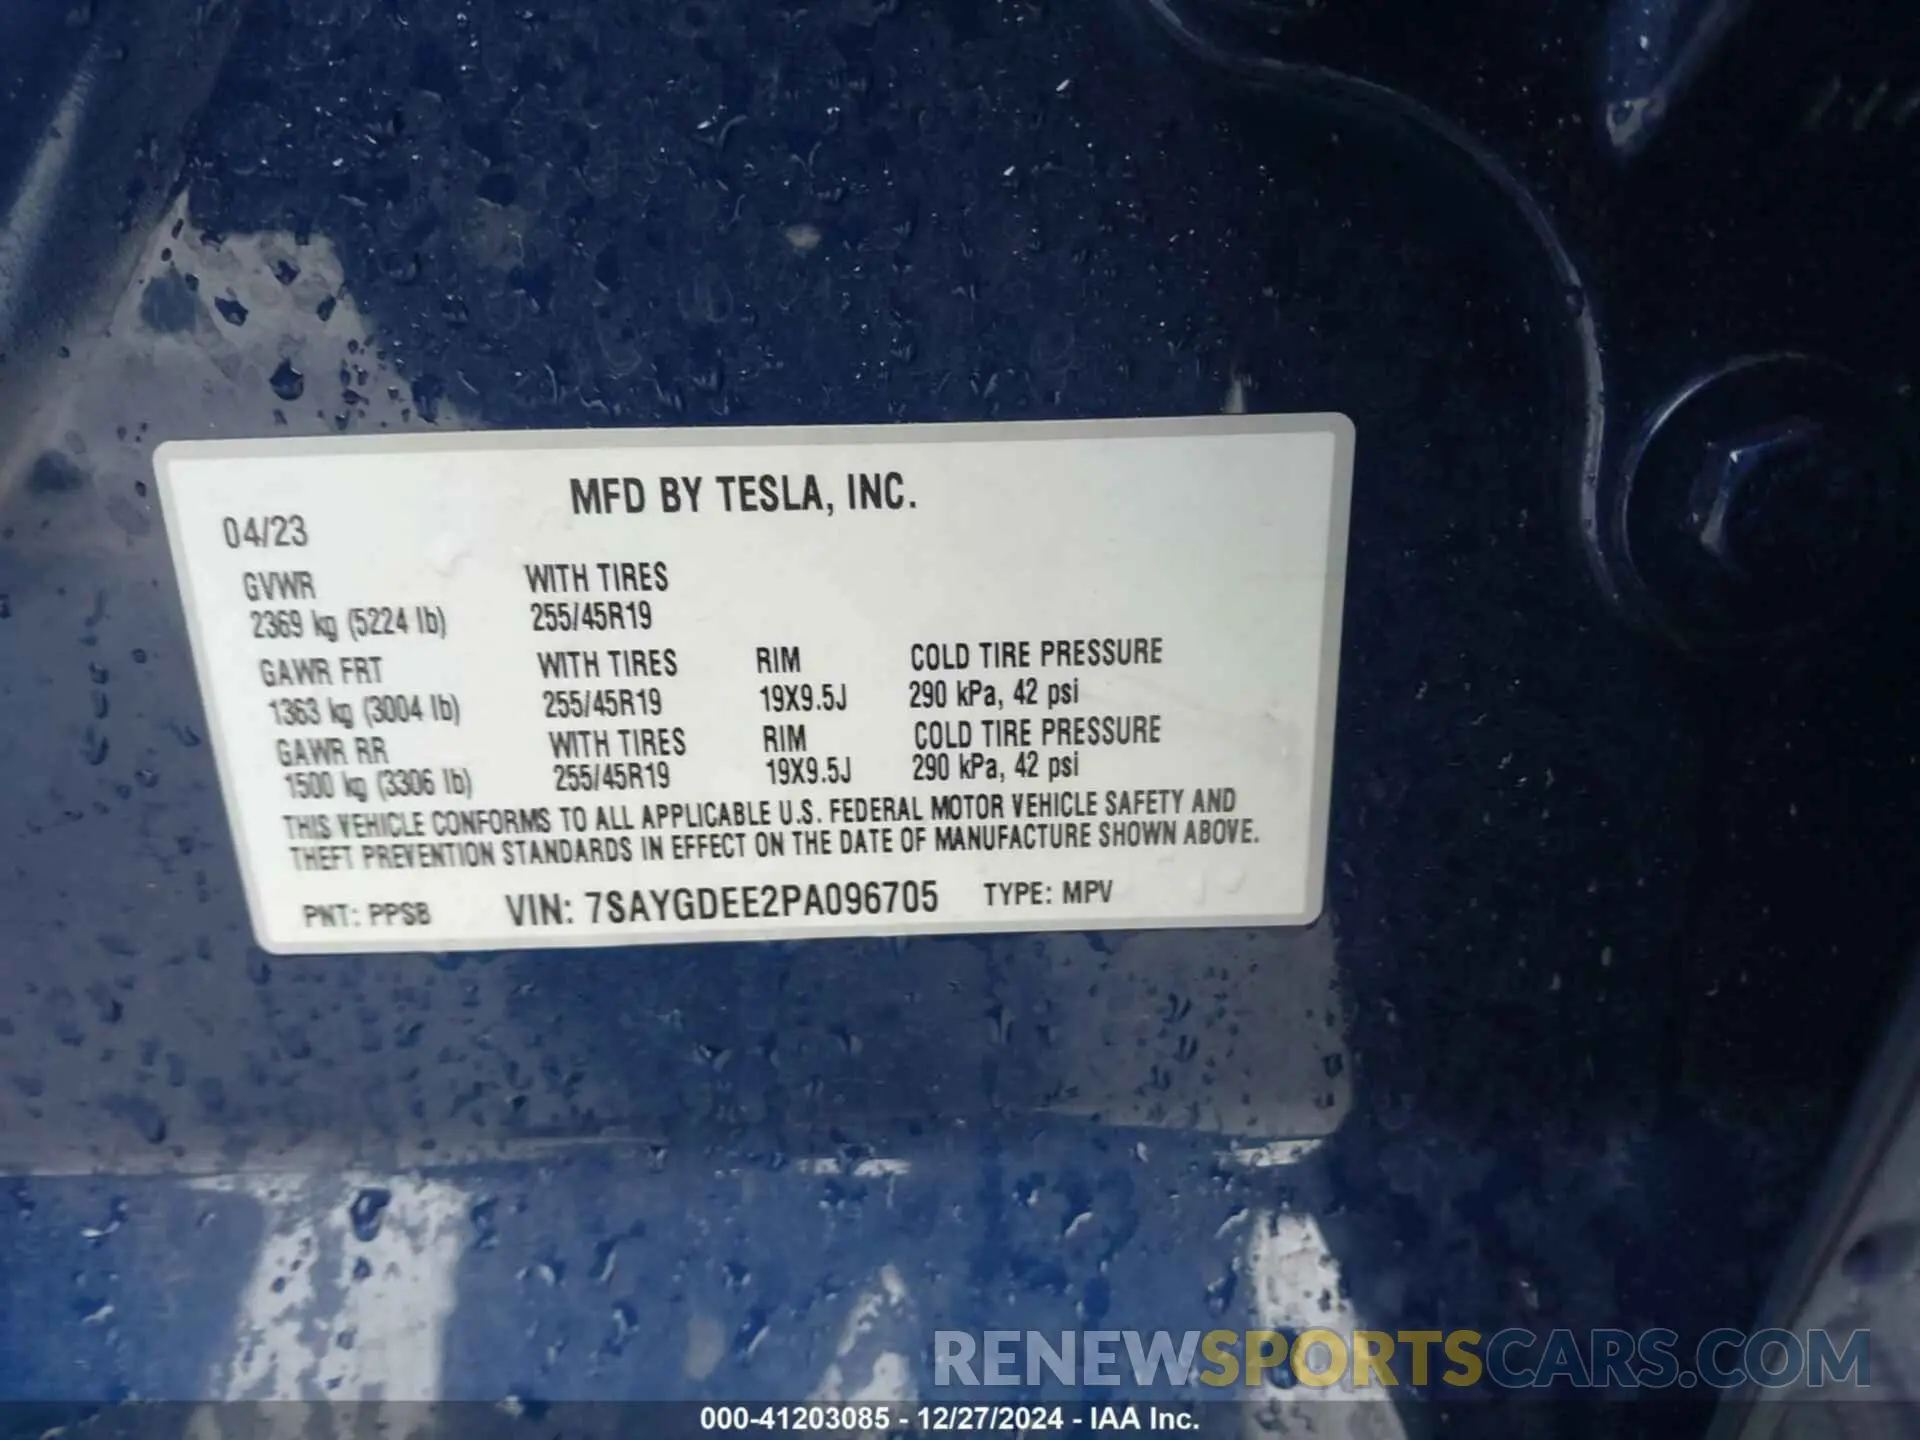 MFD BY TESLA, INC.
04/23
GVWR WITH TIRES
2369 kg (5224 lb) 255/45R19
GAWR FRT WITH TIRES RIM COLD TIRE PRESSURE
1363 kg (3004 lb) 255/45R19 19X9.5J 290 kPa, 42 psi
GAWR RR WITH TIRES RIM COLD TIRE PRESSURE
1500 kg (3306 lb) 255/45R19 19X9.5J 290 kPa, 42 psi
THIS VEHICLE CONFORMS TO ALL APPLICABLE U.S. FEDERAL MOTOR VEHICLE SAFETY AND
THEFT PREVENTION STANDARDS IN EFFECT ON THE DATE OF MANUFACTURE SHOWN ABOVE.
PNT: PPSB VIN: 7SAYGDEE2PA096705 TYPE: MPV
RENEWSPORTSCARS.COM
000-41203085 - 12/27/2024 - IAA Inc.